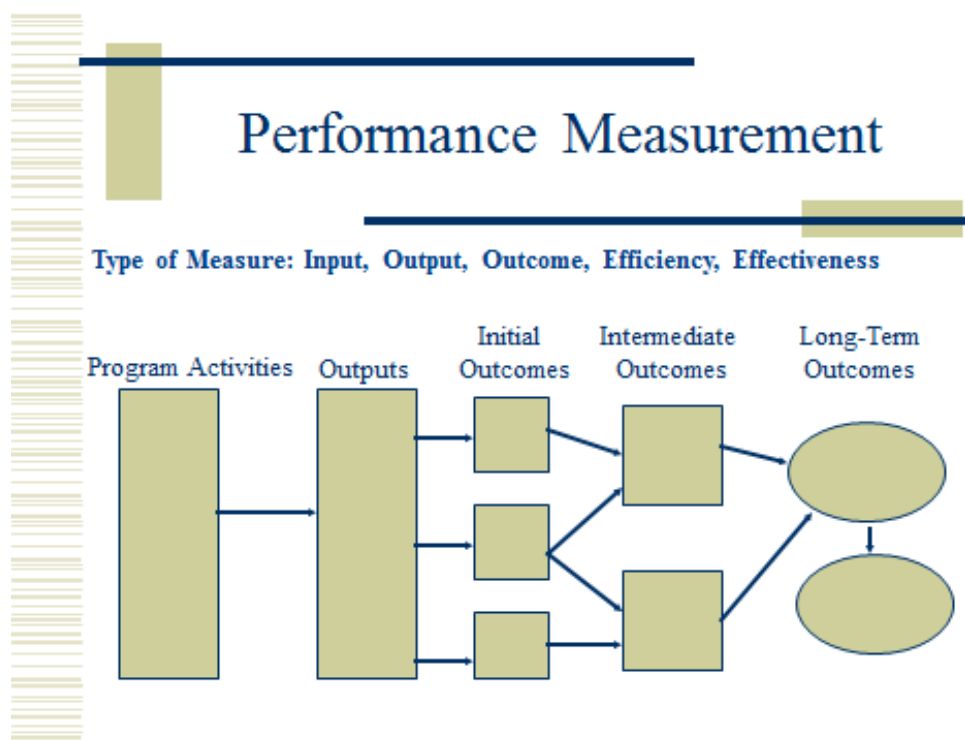 Performance Measurement
Type of Measure: Input, Output, Outcome, Efficiency, Effectiveness
Program Activities
Outputs
Initial
Outcomes
Intermediate
Outcomes
Long-Term
Outcomes